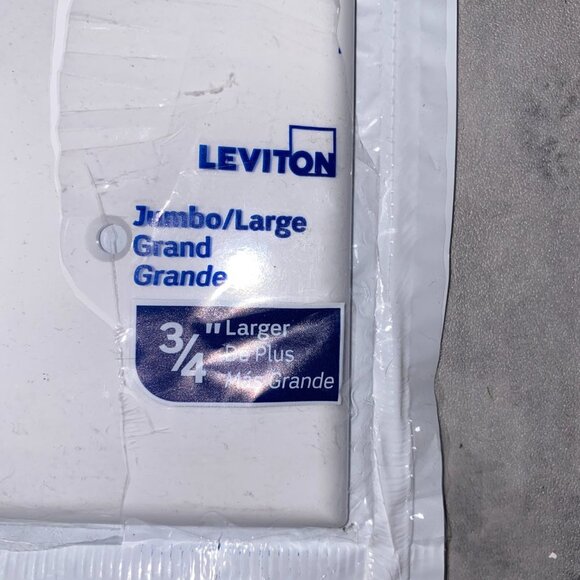 LEVITON
Jumbo/Large
Grand
Grande
3/4" Larger
De Plus
Más Grande